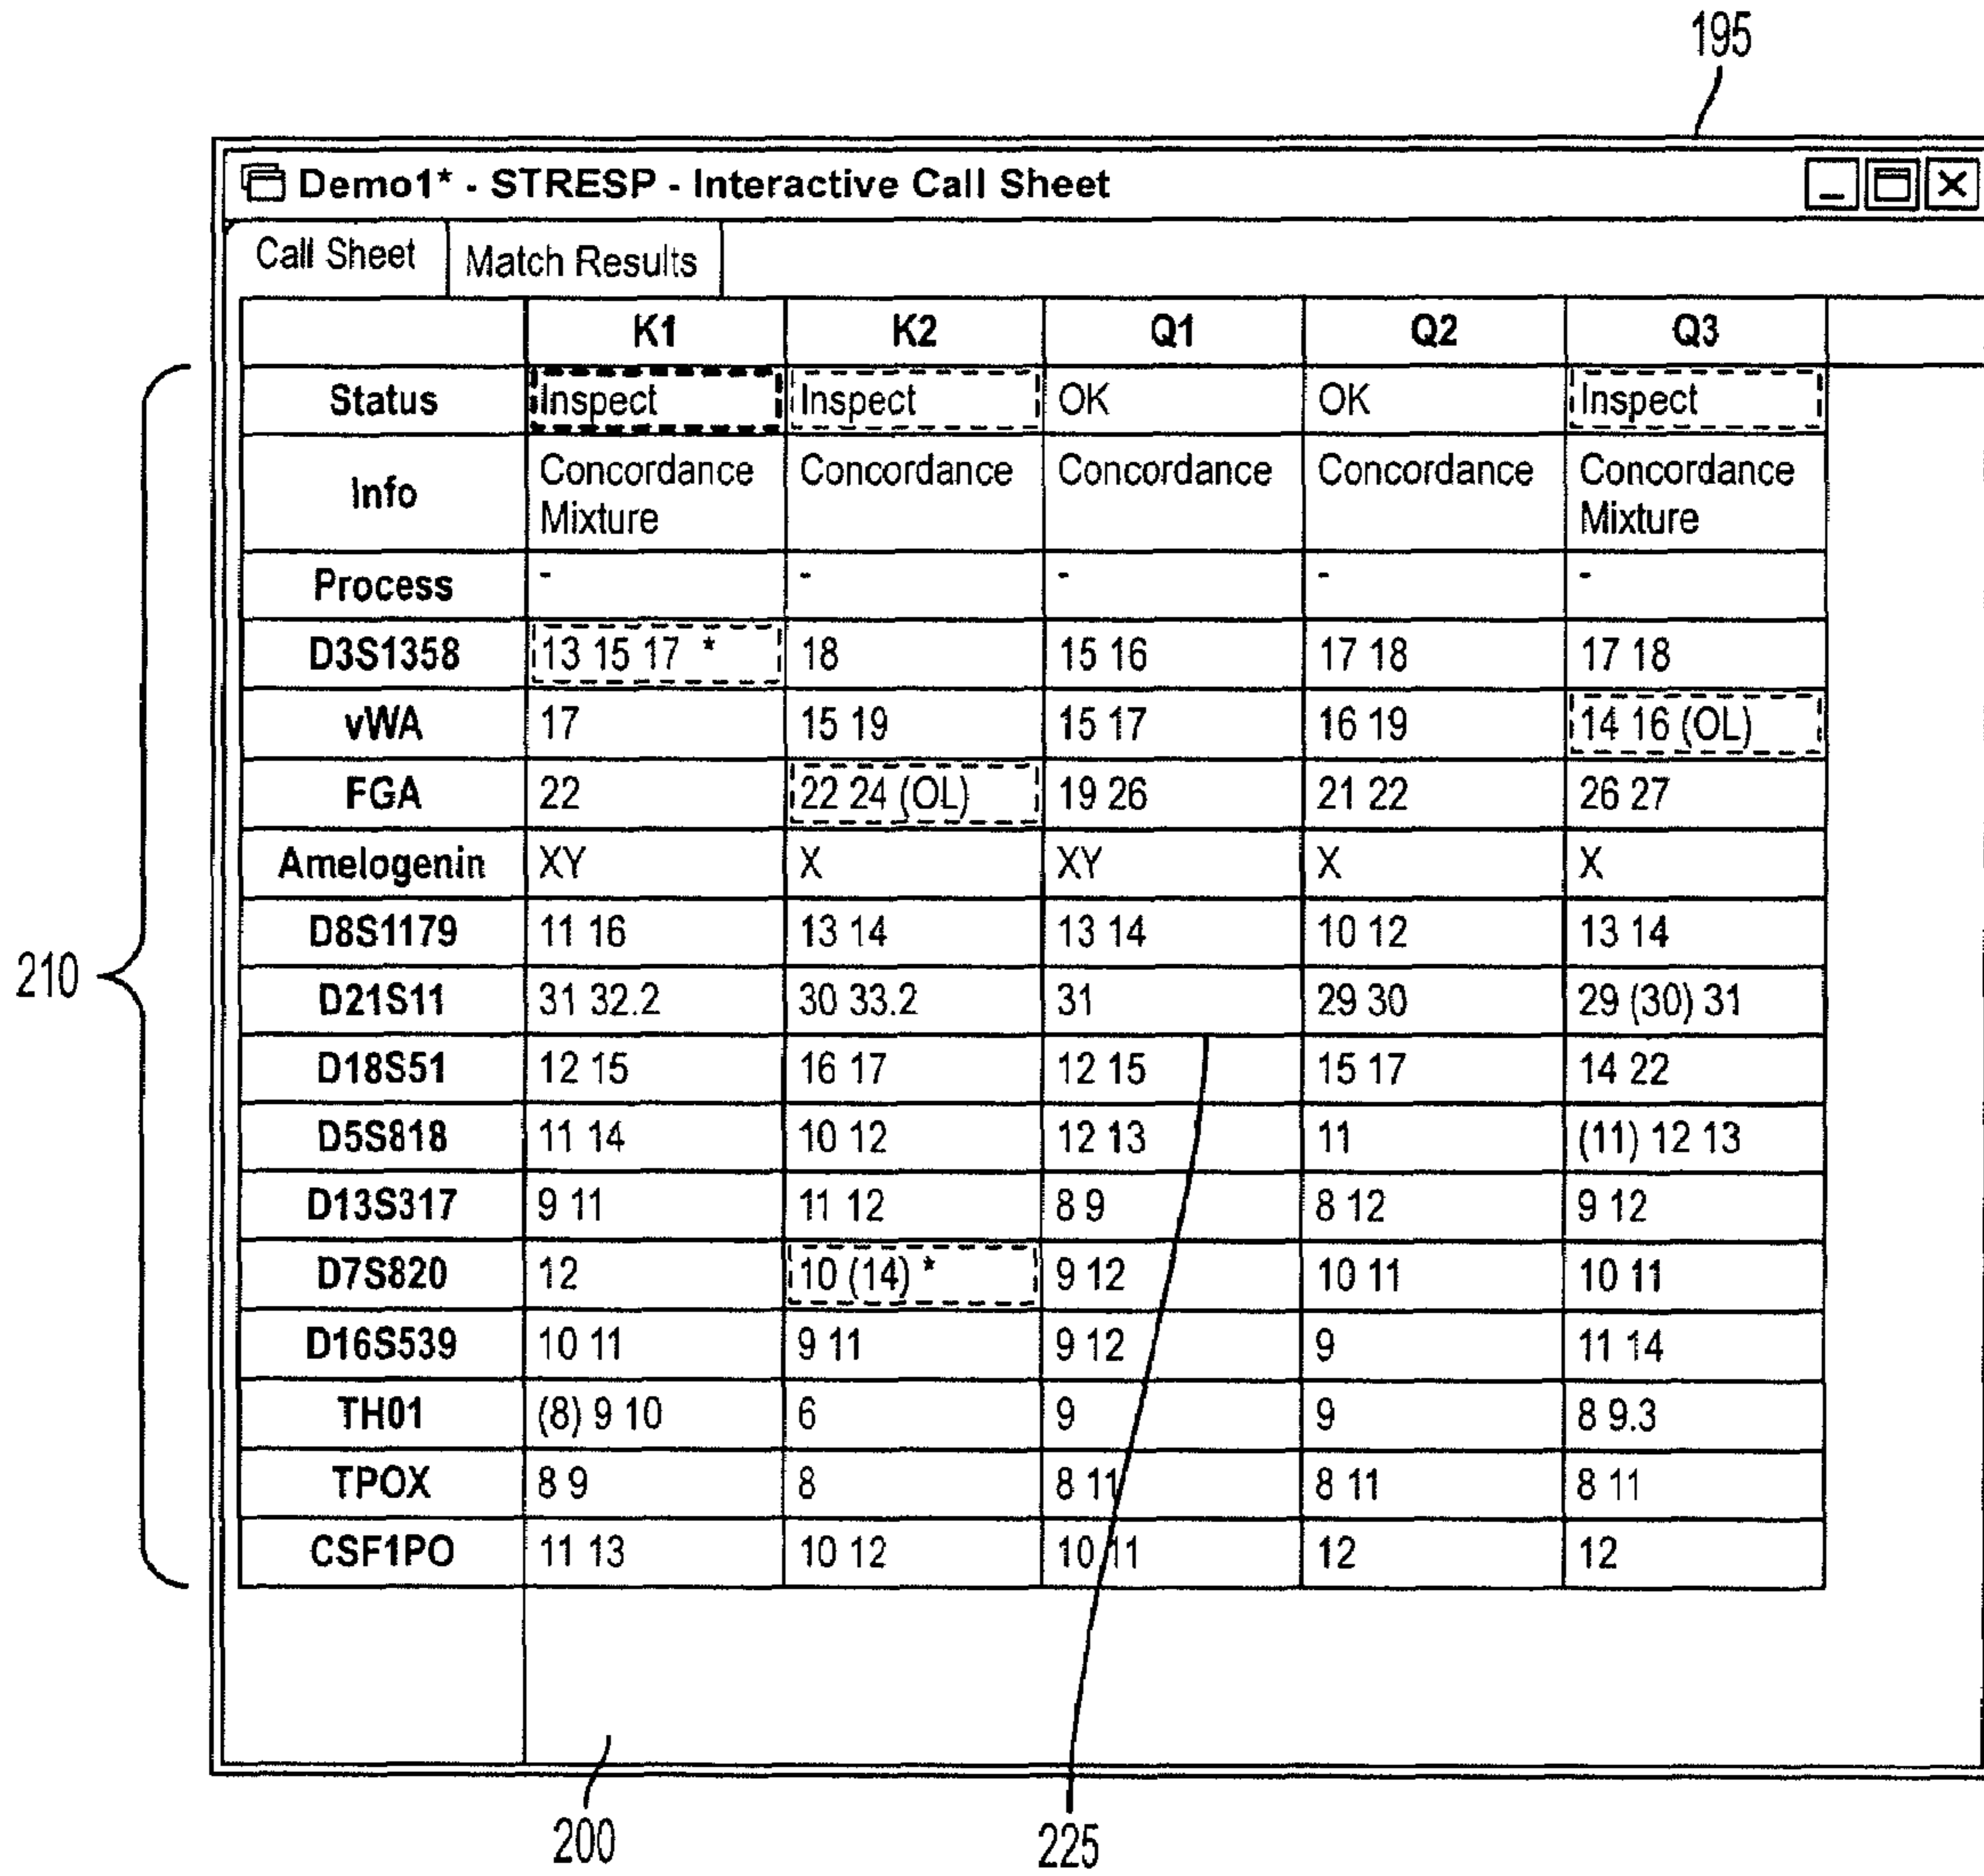 195
Demo1* - STRESP - Interactive Call Sheet
Call Sheet Match Results
K1 K2 Q1 Q2 Q3
Status Inspect Inspect OK OK Inspect
Info Concordance Mixture Concordance Concordance Concordance Concordance Mixture
Process - - - - -
D3S1358 13 15 17 * 18 15 16 17 18 17 18
vWA 17 15 19 15 17 16 19 14 16 (OL)
FGA 22 22 24 (OL) 19 26 21 22 26 27
Amelogenin XY X XY X X
D8S1179 11 16 13 14 13 14 10 12 13 14
210
D21S11 31 32.2 30 33.2 31 29 30 29 (30) 31
D18S51 12 15 16 17 12 15 15 17 14 22
D5S818 11 14 10 12 12 13 11 (11) 12 13
D13S317 9 11 11 12 8 9 8 12 9 12
D7S820 12 10 (14) * 9 12 10 11 10 11
D16S539 10 11 9 11 9 12 9 11 14
TH01 (8) 9 10 6 9 9 8 9.3
TPOX 8 9 8 8 11 8 11 8 11
CSF1PO 11 13 10 12 10 11 12 12
200
225